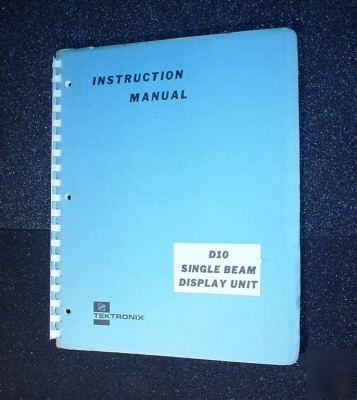 INSTRUCTION
MANUAL
D10
SINGLE BEAM
DISPLAY UNIT
TEKTRONIX